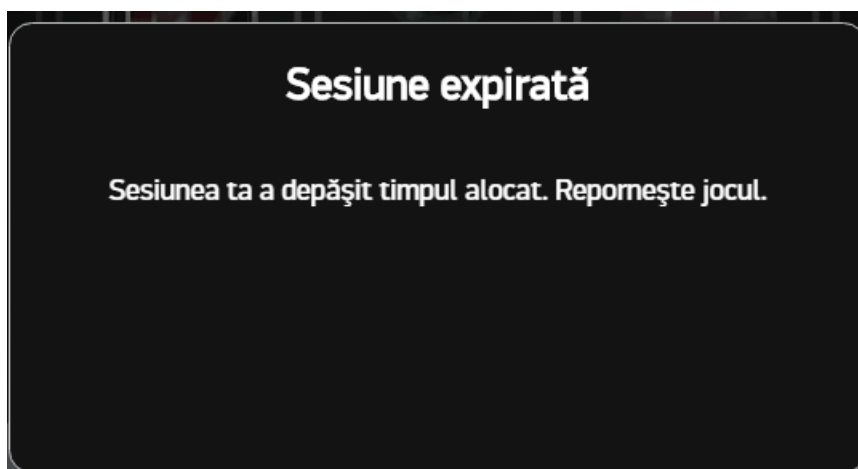 Sesiune expirată
Sesiunea ta a depăşit timpul alocat. Reporneşte jocul.